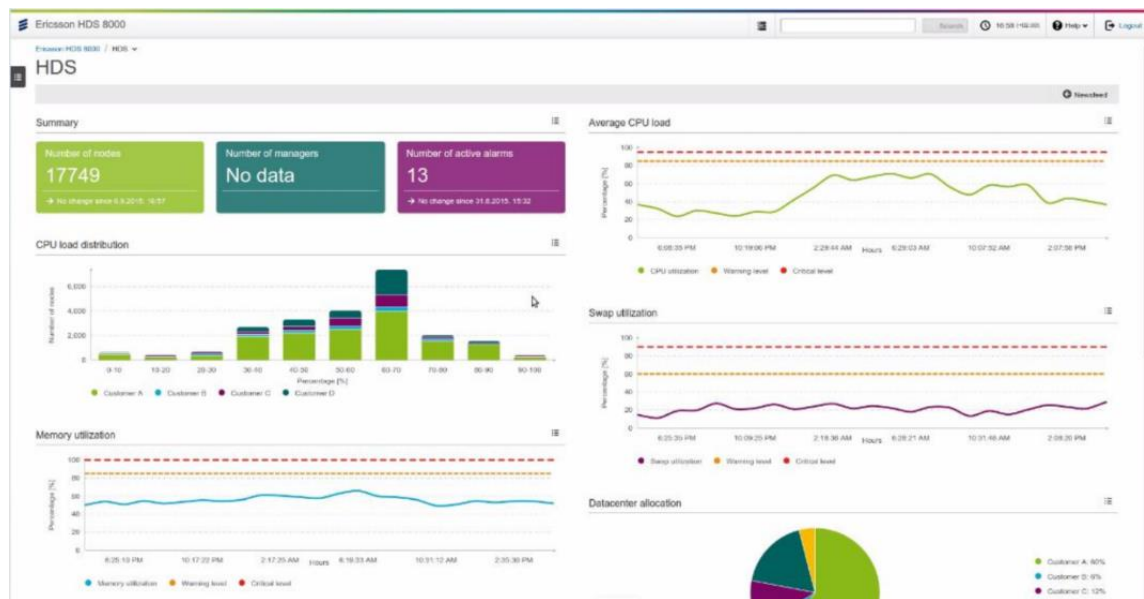 Ericsson HDS 8000
Search
Help
Logout
Ericsson HDS 8000 / HDS
HDS
Newsfeed
Summary
Number of nodes
17749
No change since 6.9.2015. 16:57
Number of managers
No data
Number of active alarms
13
No change since 31.8.2015. 15:32
CPU load distribution
Number of nodes
6,000
4,000
2,000
0
0-10 10-20 20-30 30-40 40-50 50-60 60-70 70-80 80-90 90-100
Percentage [%]
Customer A Customer B Customer C Customer D
Memory utilization
Percentage [%]
100
80
60
40
20
0
6:25:10 PM 10:17:22 PM 2:17:25 AM Hours 6:19:33 AM 10:31:12 AM 2:35:30 PM
Memory utilization Warning level Critical level
Average CPU load
Percentage [%]
100
80
60
40
20
0
6:08:35 PM 10:19:06 PM 2:29:44 AM Hours 6:29:03 AM 10:07:52 AM 2:07:58 PM
CPU utilization Warning level Critical level
Swap utilization
Percentage [%]
100
80
60
40
20
0
6:25:35 PM 10:09:25 PM 2:18:36 AM Hours 6:28:21 AM 10:31:46 AM 2:08:20 PM
Swap utilization Warning level Critical level
Datacenter allocation
Customer A: 60%
Customer C: 12%